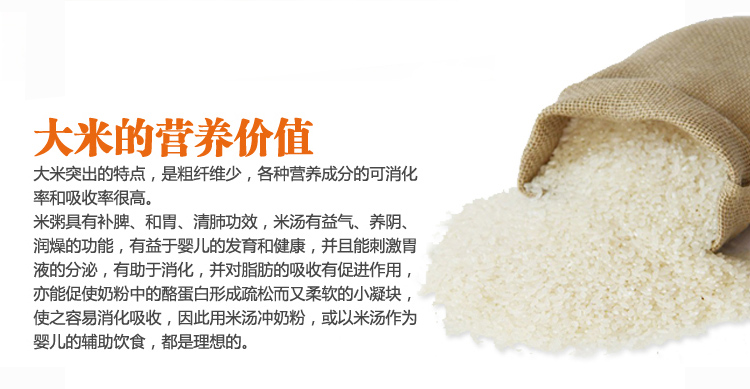 大米的营养价值
大米突出的特点，是粗纤维少，各种营养成分的可消化
率和吸收率很高。
米粥具有补脾、和胃、清肺功效，米汤有益气、养阴、
润燥的功能，有益于婴儿的发育和健康，并且能刺激胃
液的分泌，有助于消化，并对脂肪的吸收有促进作用，
亦能促使奶粉中的酪蛋白形成疏松而又柔软的小凝块，
使之容易消化吸收，因此用米汤冲奶粉，或以米汤作为
婴儿的辅助饮食，都是理想的。